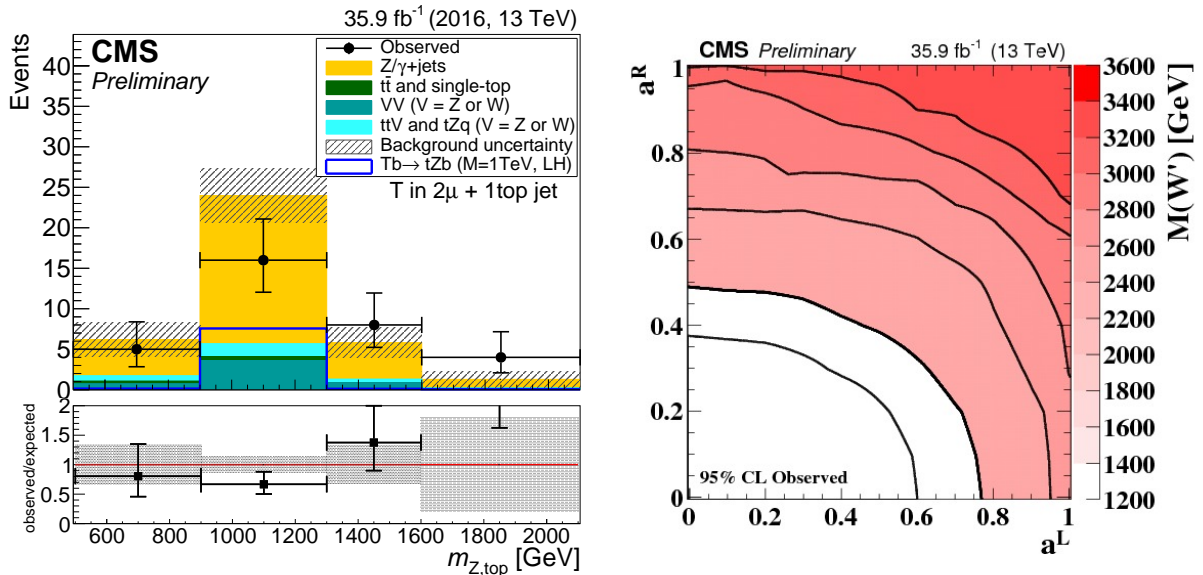 35.9 fb⁻¹ (2016, 13 TeV)
CMS
Preliminary
Events
Observed
Z/γ+jets
tt̄ and single-top
VV (V = Z or W)
ttV and tZq (V = Z or W)
Background uncertainty
Tb→ tZb (M=1TeV, LH)
T in 2μ + 1top jet
40
35
30
25
20
15
10
5
0
observed/expected
2
1.5
1
0.5
0
600 800 1000 1200 1400 1600 1800 2000
m_Z,top [GeV]
CMS Preliminary 35.9 fb⁻¹ (13 TeV)
aᴿ
1
0.8
0.6
0.4
0.2
0
95% CL Observed
0 0.2 0.4 0.6 0.8 1
aᴸ
3600
3400
3200
3000
2800
2600
2400
2200
2000
1800
1600
1400
1200
M(W') [GeV]